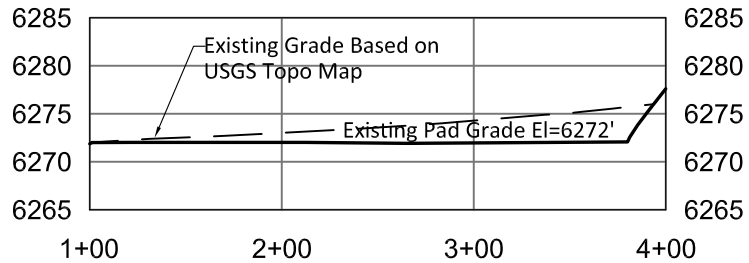 6285 6285
Existing Grade Based on
6280 USGS Topo Map 6280
6275 6275
Existing Pad Grade El=6272'
6270 6270
6265 6265
1+00 2+00 3+00 4+00